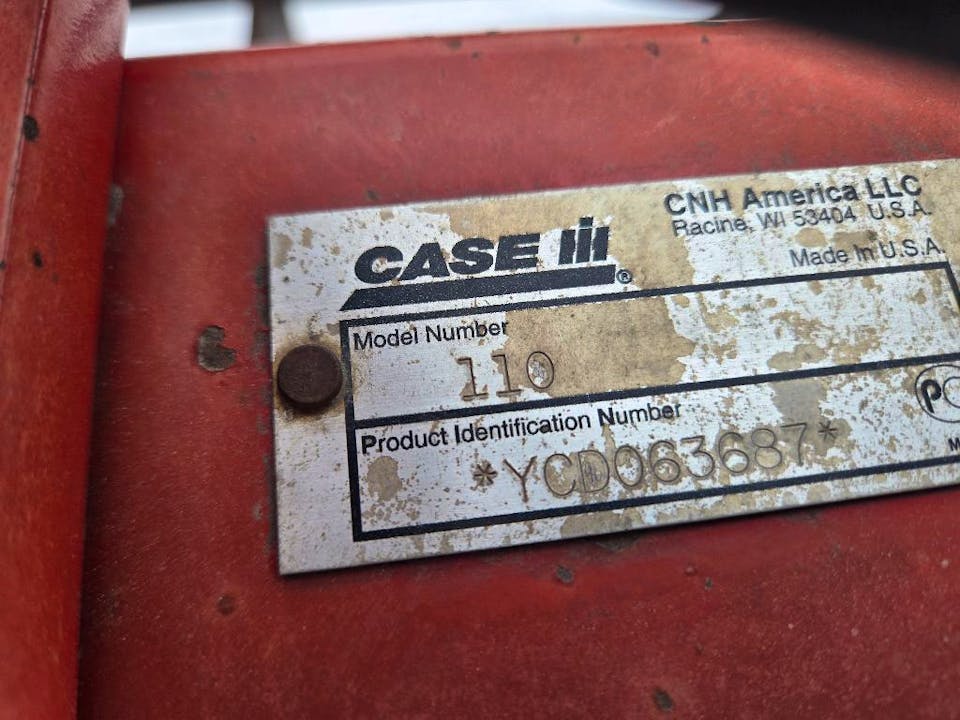 CASE IH®
CNH America LLC
Racine, WI 53404 U.S.A.
Made In U.S.A.
Model Number
110
Product Identification Number
*YCD063687*